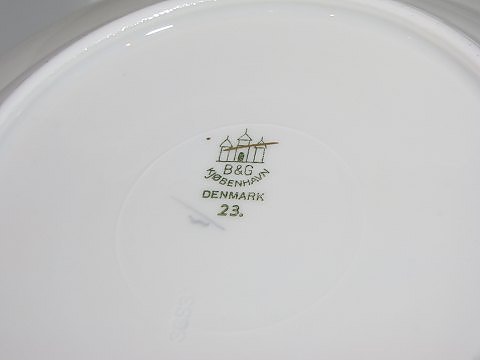 B&G
KJØBENHAVN
DENMARK
23.